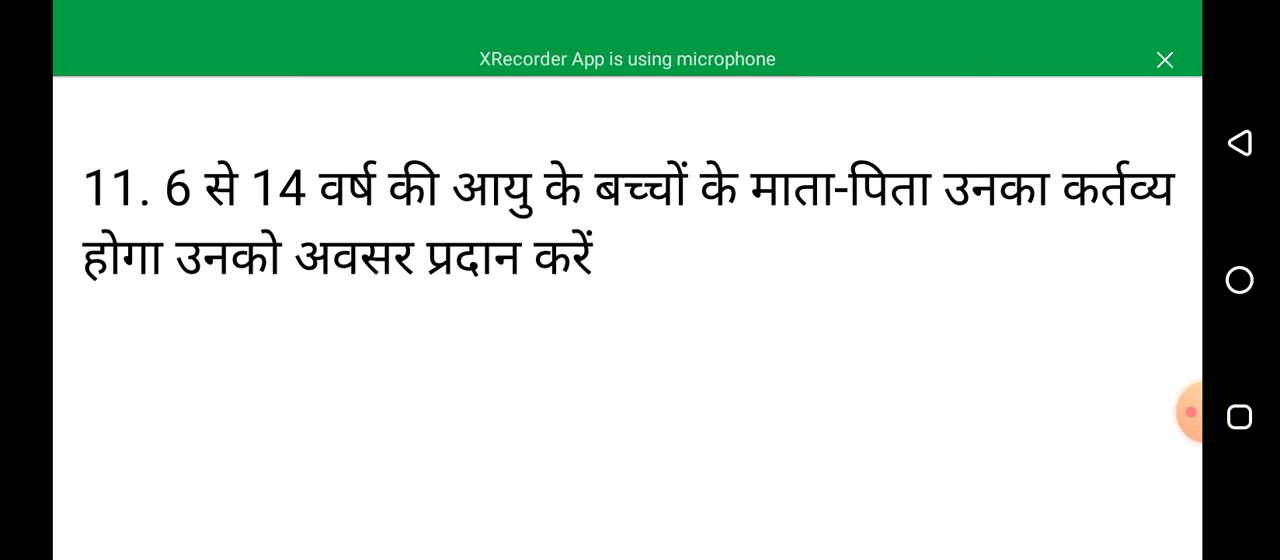 XRecorder App is using microphone
11. 6 से 14 वर्ष की आयु के बच्चों के माता-पिता उनका कर्तव्य
होगा उनको अवसर प्रदान करें